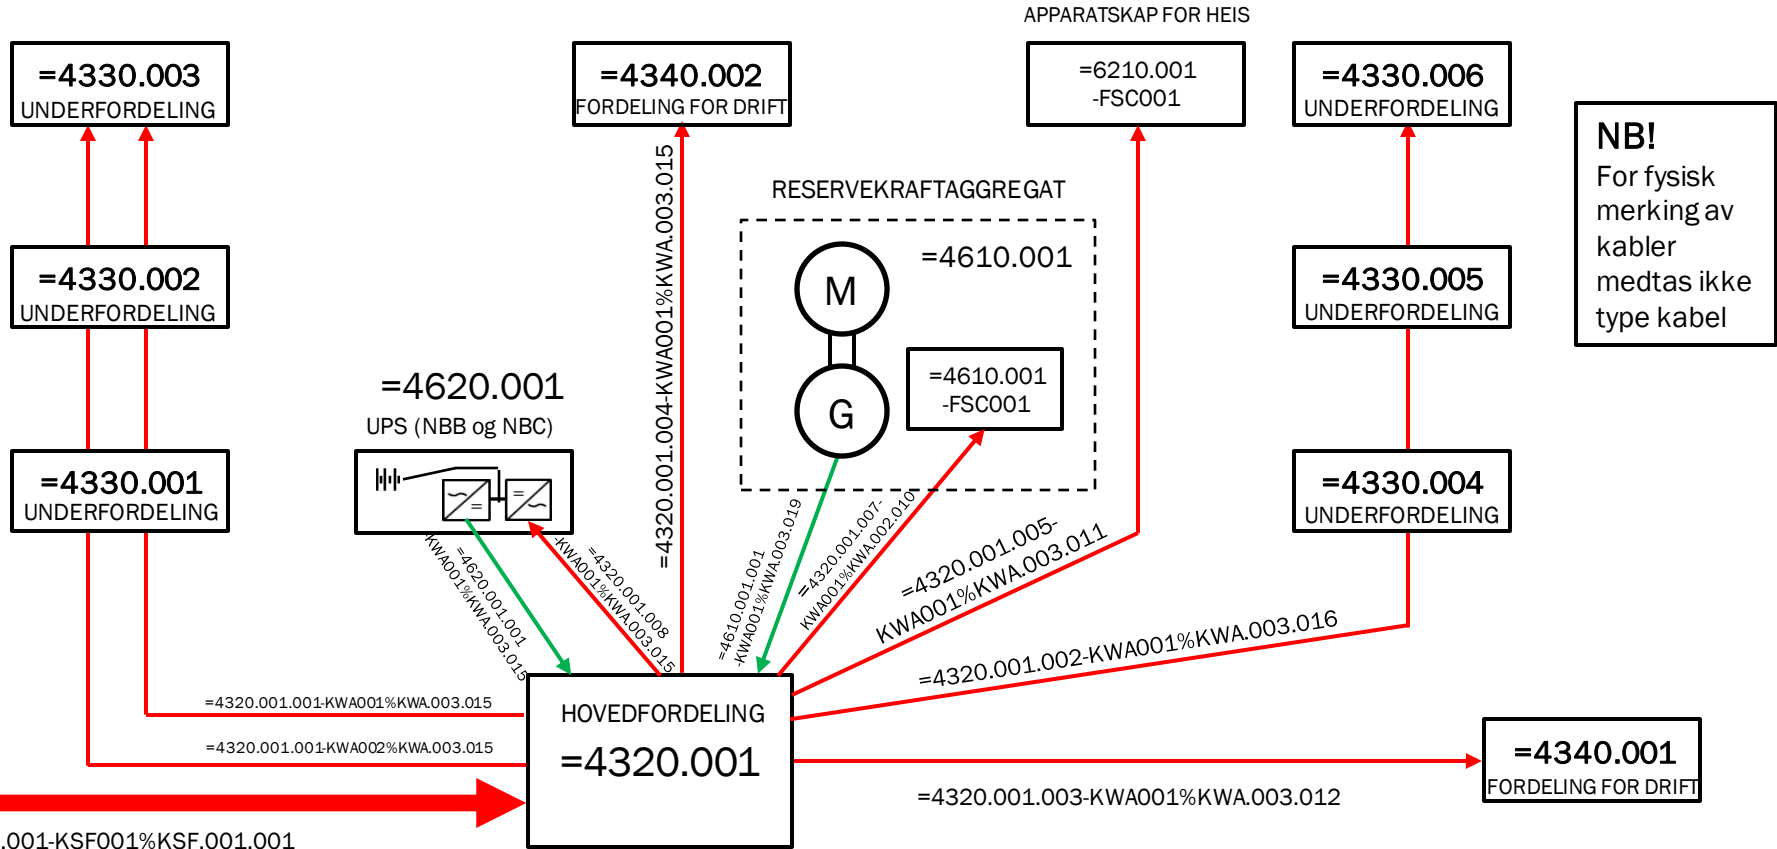 APPARATSKAP FOR HEIS
=4330.003
UNDERFORDELING
=4340.002
FORDELING FOR DRIFT
=6210.001
-FSC001
=4330.006
UNDERFORDELING
NB!
For fysisk
merking av
kabler
medtas ikke
type kabel
=4330.002
UNDERFORDELING
=4320.001.004-KWA001%KWA.003.015
RESERVEKRAFTAGGREGAT
=4610.001
M
G
=4610.001
-FSC001
=4330.005
UNDERFORDELING
=4620.001
UPS (NBB og NBC)
=4330.001
UNDERFORDELING
=4330.004
UNDERFORDELING
=4620.001.001
-KWA001%KWA.003.015
=4320.001.008
-KWA001%KWA.003.015
=4610.001.001
-KWA001%KWA.003.019
=4320.001.007-
KWA001%KWA.002.010
=4320.001.005-
KWA001%KWA.003.011
=4320.001.002-KWA001%KWA.003.016
=4320.001.001-KWA001%KWA.003.015
=4320.001.001-KWA002%KWA.003.015
HOVEDFORDELING
=4320.001
=4340.001
FORDELING FOR DRIFT
=4320.001.003-KWA001%KWA.003.012
.001-KSF001%KSF.001.001